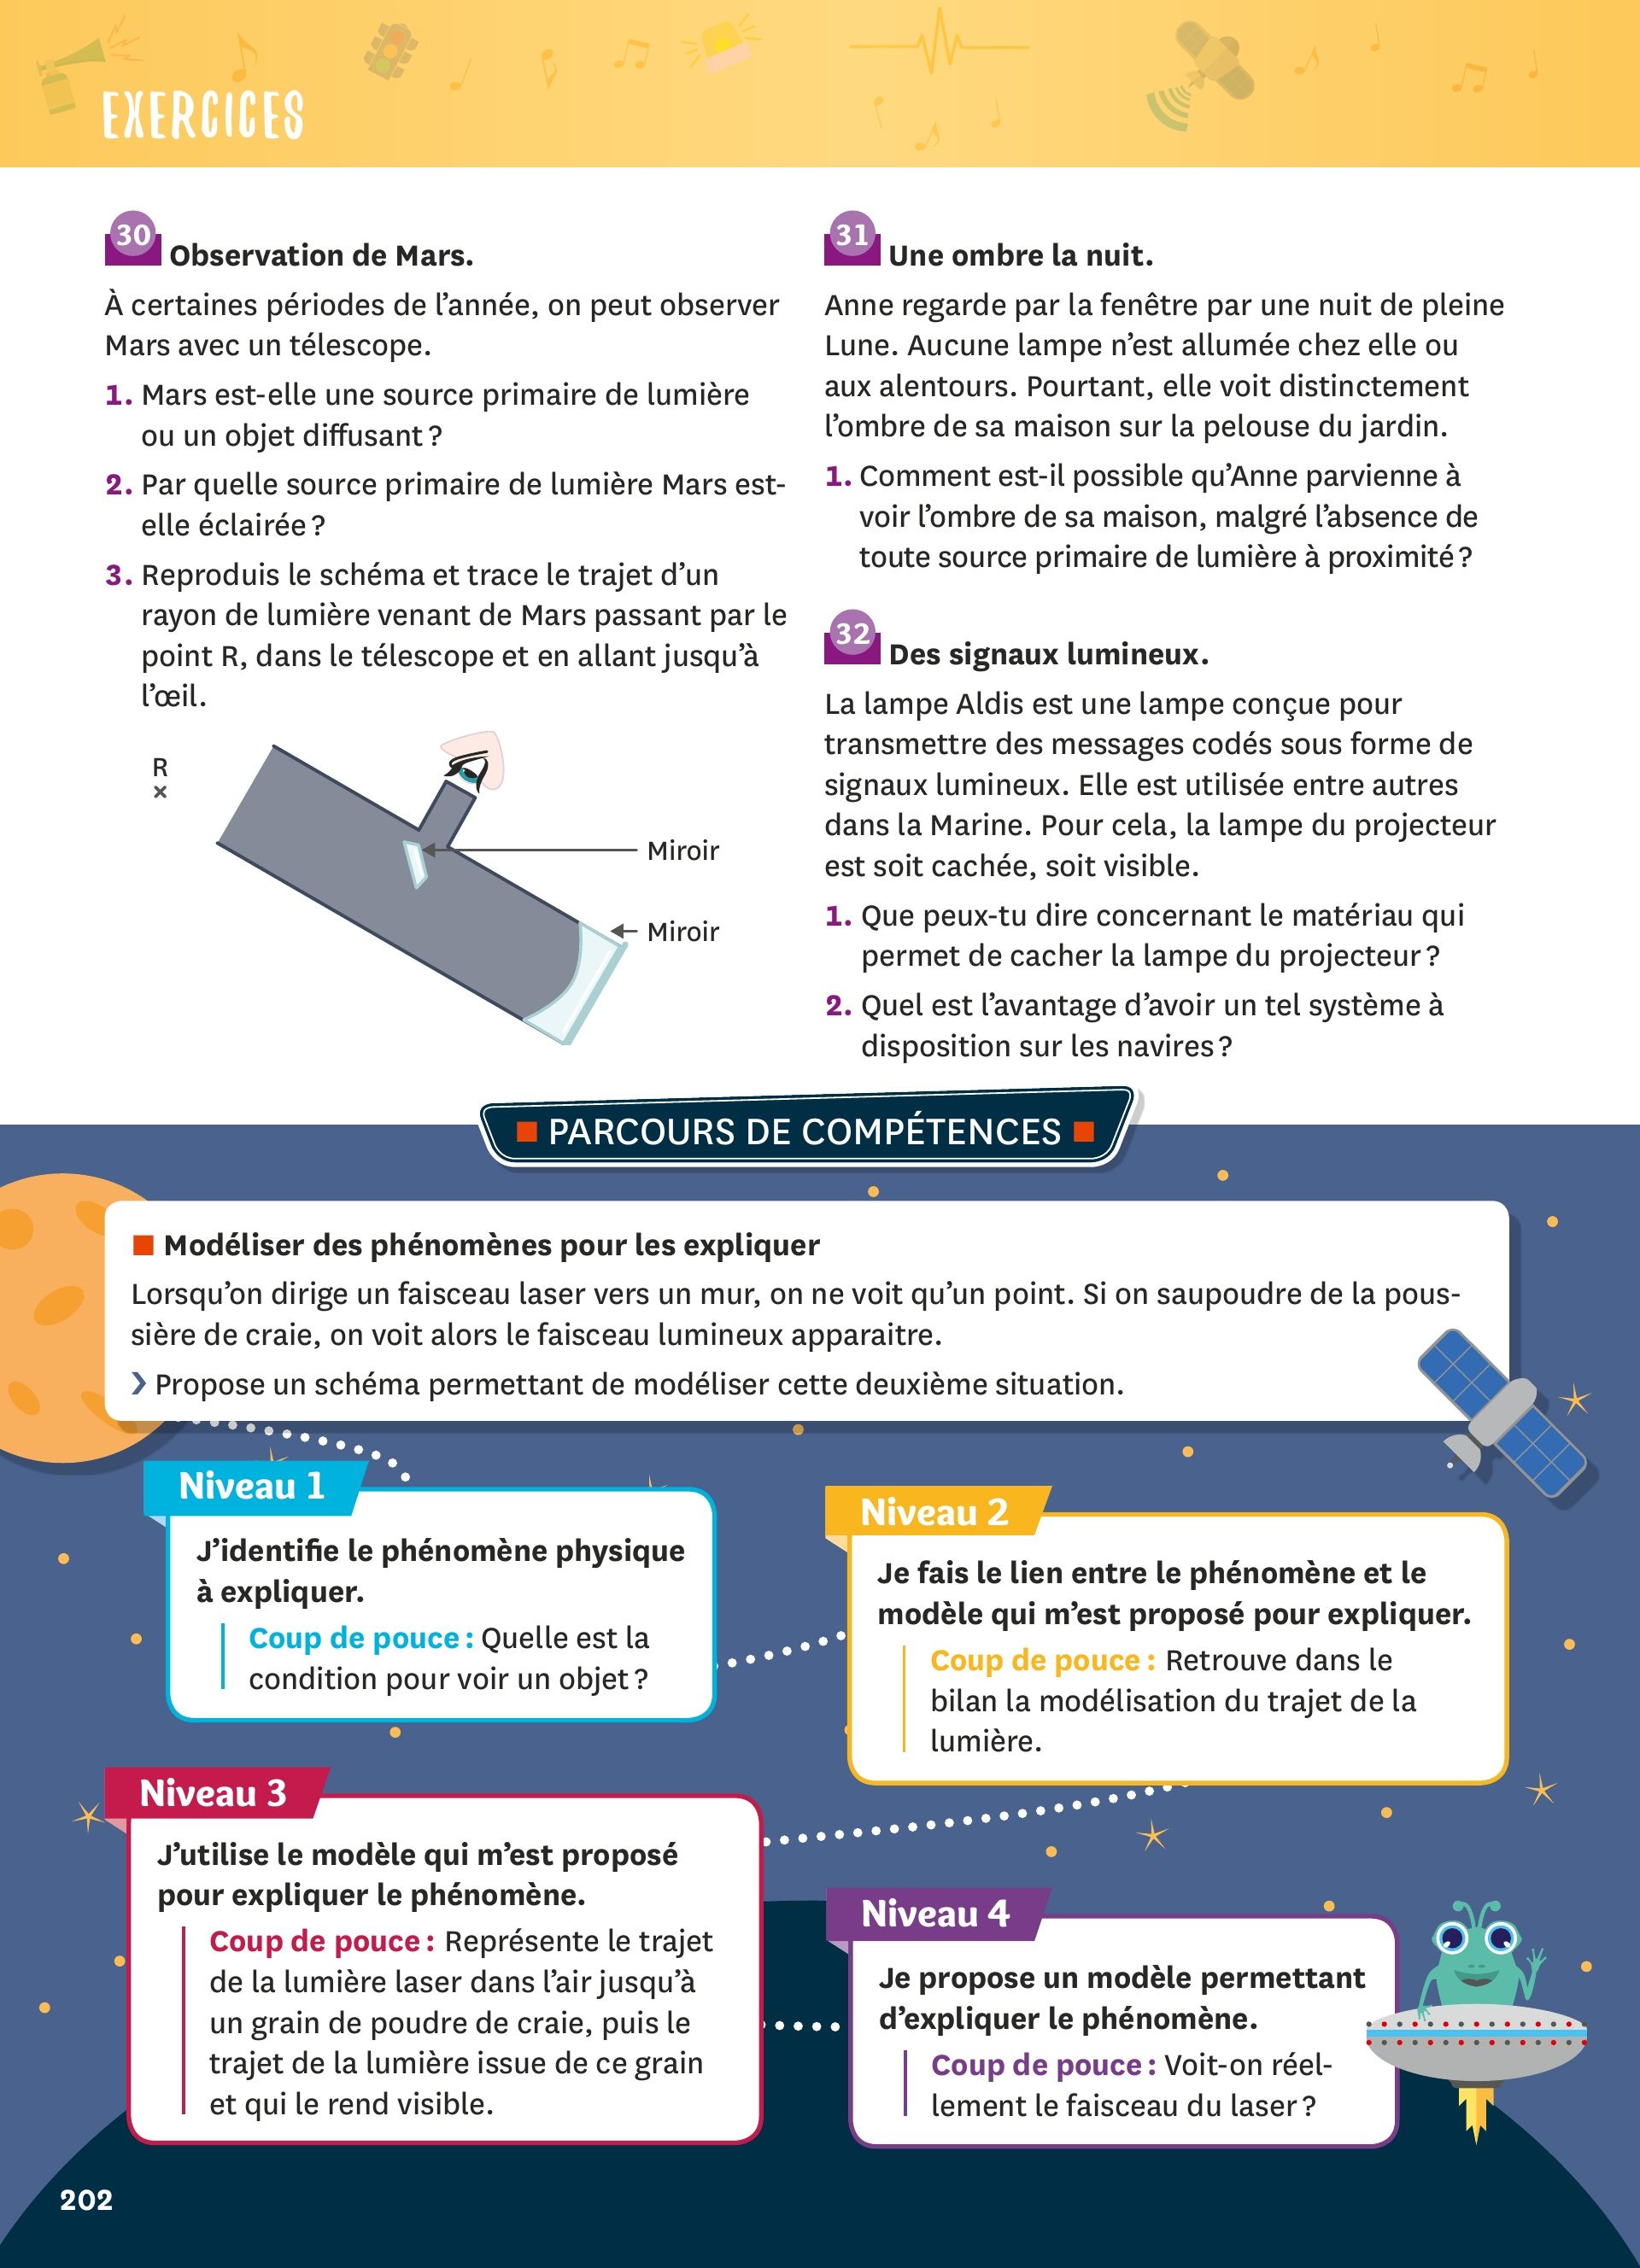 EXERCICES
30 Observation de Mars.
À certaines périodes de l’année, on peut observer
Mars avec un télescope.
1. Mars est-elle une source primaire de lumière
ou un objet diffusant ?
2. Par quelle source primaire de lumière Mars est-
elle éclairée ?
3. Reproduis le schéma et trace le trajet d’un
rayon de lumière venant de Mars passant par le
point R, dans le télescope et en allant jusqu’à
l’œil.
R
×
Miroir
Miroir
31 Une ombre la nuit.
Anne regarde par la fenêtre par une nuit de pleine
Lune. Aucune lampe n’est allumée chez elle ou
aux alentours. Pourtant, elle voit distinctement
l’ombre de sa maison sur la pelouse du jardin.
1. Comment est-il possible qu’Anne parvienne à
voir l’ombre de sa maison, malgré l’absence de
toute source primaire de lumière à proximité ?
32 Des signaux lumineux.
La lampe Aldis est une lampe conçue pour
transmettre des messages codés sous forme de
signaux lumineux. Elle est utilisée entre autres
dans la Marine. Pour cela, la lampe du projecteur
est soit cachée, soit visible.
1. Que peux-tu dire concernant le matériau qui
permet de cacher la lampe du projecteur ?
2. Quel est l’avantage d’avoir un tel système à
disposition sur les navires ?
■ PARCOURS DE COMPÉTENCES ■
■ Modéliser des phénomènes pour les expliquer
Lorsqu’on dirige un faisceau laser vers un mur, on ne voit qu’un point. Si on saupoudre de la pous-
sière de craie, on voit alors le faisceau lumineux apparaitre.
❯ Propose un schéma permettant de modéliser cette deuxième situation.
Niveau 1
J’identifie le phénomène physique
à expliquer.
Coup de pouce : Quelle est la
condition pour voir un objet ?
Niveau 2
Je fais le lien entre le phénomène et le
modèle qui m’est proposé pour expliquer.
Coup de pouce : Retrouve dans le
bilan la modélisation du trajet de la
lumière.
Niveau 3
J’utilise le modèle qui m’est proposé
pour expliquer le phénomène.
Coup de pouce : Représente le trajet
de la lumière laser dans l’air jusqu’à
un grain de poudre de craie, puis le
trajet de la lumière issue de ce grain
et qui le rend visible.
Niveau 4
Je propose un modèle permettant
d’expliquer le phénomène.
Coup de pouce : Voit-on réel-
lement le faisceau du laser ?
202